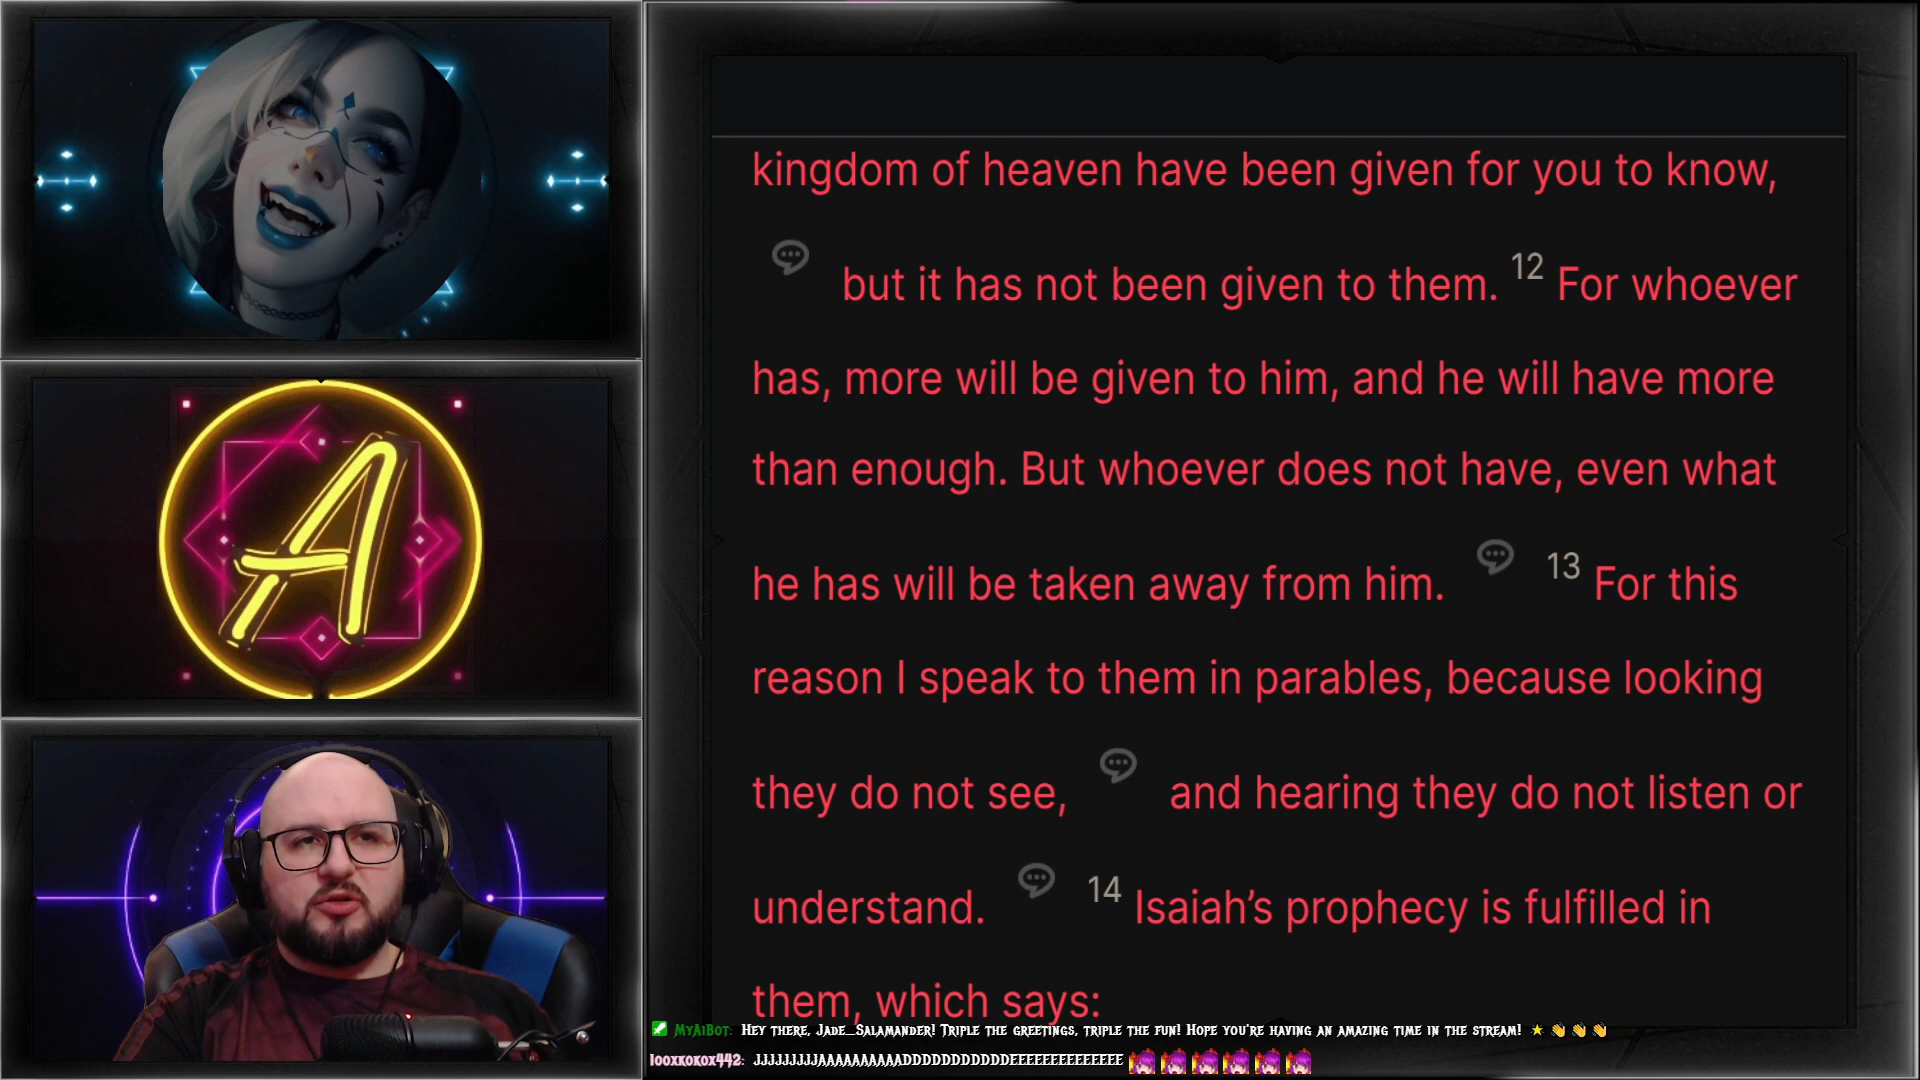 A
kingdom of heaven have been given for you to know,
but it has not been given to them. 12 For whoever
has, more will be given to him, and he will have more
than enough. But whoever does not have, even what
he has will be taken away from him. 13 For this
reason I speak to them in parables, because looking
they do not see, and hearing they do not listen or
understand. 14 Isaiah’s prophecy is fulfilled in
them, which says:
MyAiBot: Hey there, Jade_Salamander! Triple the greetings, triple the fun! Hope you're having an amazing time in the stream!